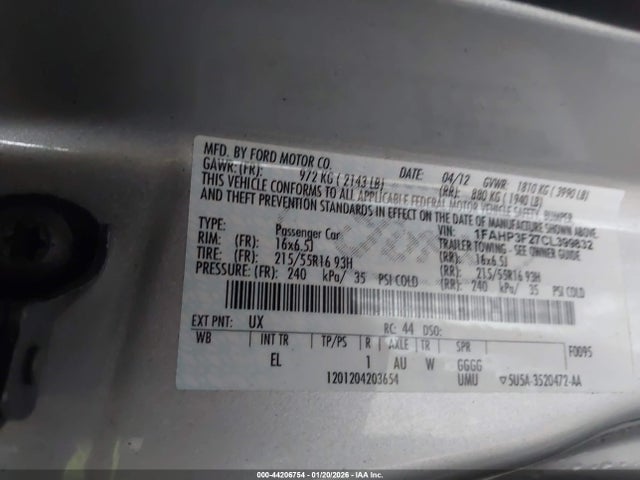 MFD. BY FORD MOTOR CO.
DATE: 04/12 GVWR: 1810 KG ( 3990 LB)
GAWR: (FR): 972 KG ( 2143 LB) (RR): 880 KG ( 1940 LB)
THIS VEHICLE CONFORMS TO ALL APPLICABLE FEDERAL MOTOR VEHICLE SAFETY, BUMPER
AND THEFT PREVENTION STANDARDS IN EFFECT ON THE DATE OF MANUFACTURE SHOWN ABOVE.
VIN: 1FAHP3F2TCL399832
TYPE: Passenger Car TRAILER TOWING - SEE OWNER GUIDE
RIM: (FR): 16x6.5J (RR): 16x6.5J
TIRE: (FR): 215/55R16 93H (RR): 215/55R16 93H
PRESSURE: (FR): 240 kPa/ 35 PSI COLD (RR): 240 kPa/ 35 PSI COLD
EXT PNT: UX RC: 44 DSO: F0095
WB INT TR TP/PS R AXLE TR SPR
EL 1 AU W GGGG
1201204203654 UMU 5U5A-3520472-AA
000-44206754 - 01/20/2026 - IAA Inc.